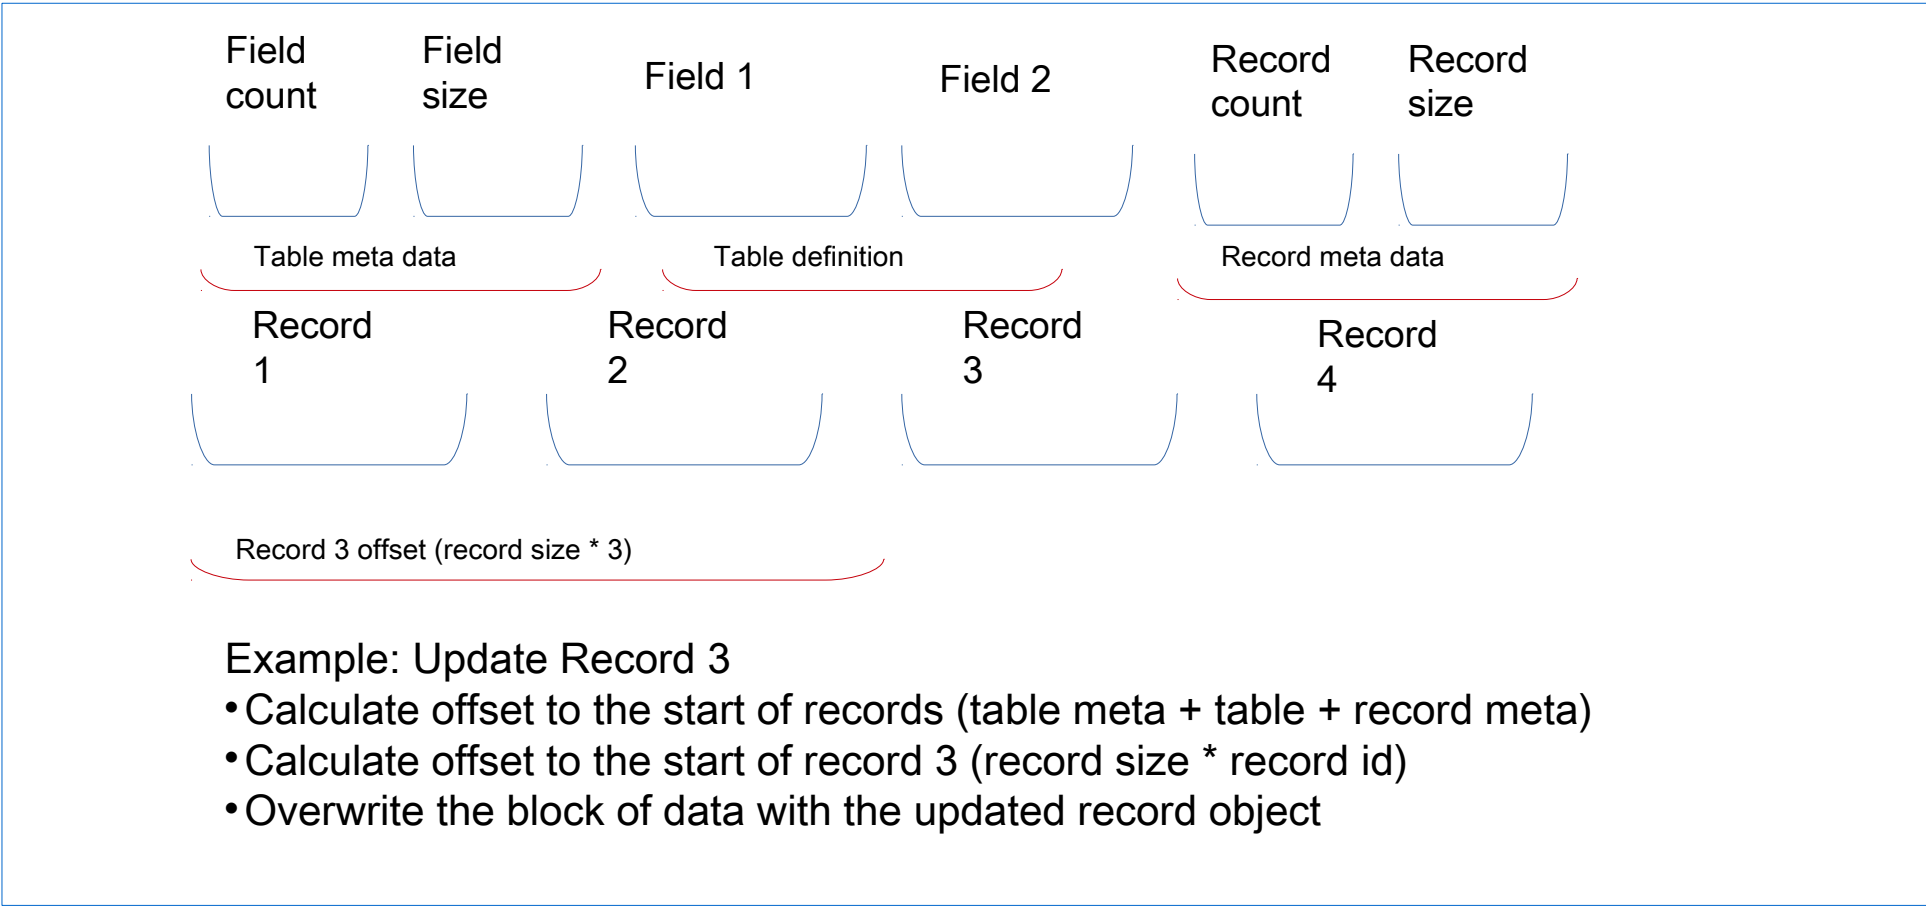 Field
count
Field
size
Field 1
Field 2
Record
count
Record
size
Table meta data
Table definition
Record meta data
Record
1
Record
2
Record
3
Record
4
Record 3 offset (record size * 3)
Example: Update Record 3
•Calculate offset to the start of records (table meta + table + record meta)
•Calculate offset to the start of record 3 (record size * record id)
•Overwrite the block of data with the updated record object